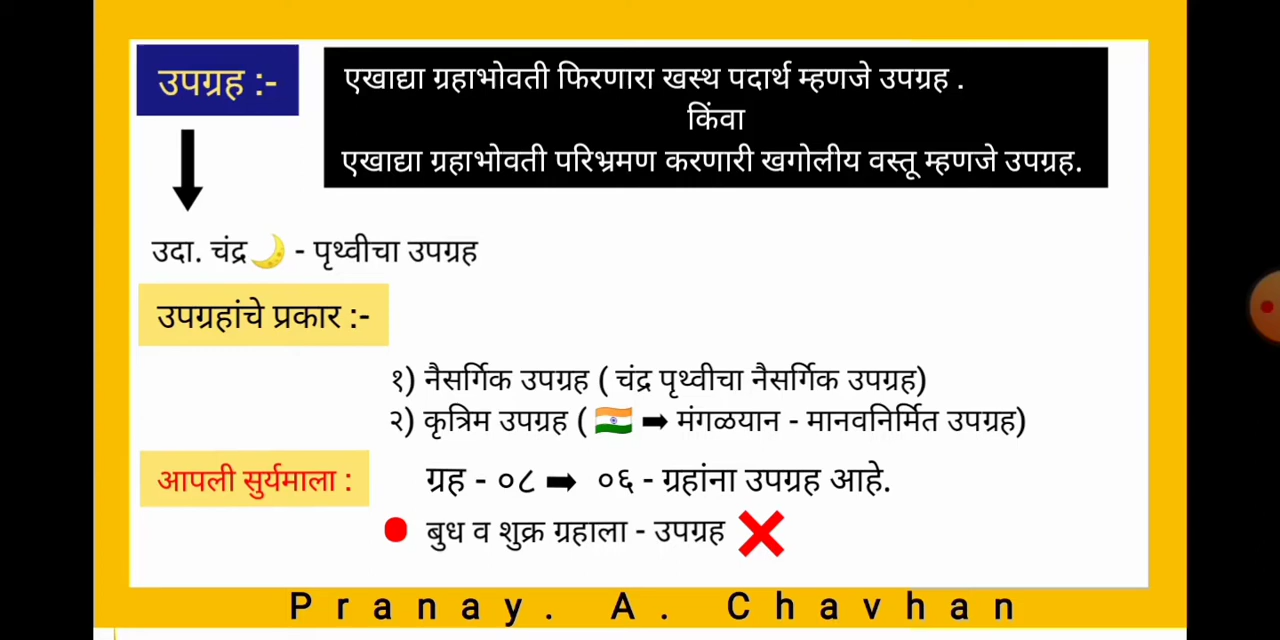 उपग्रह :-
एखाद्या ग्रहाभोवती फिरणारा खस्थ पदार्थ म्हणजे उपग्रह .
किंवा
एखाद्या ग्रहाभोवती परिभ्रमण करणारी खगोलीय वस्तू म्हणजे उपग्रह.
उदा. चंद्र🌙 - पृथ्वीचा उपग्रह
उपग्रहांचे प्रकार :-
१) नैसर्गिक उपग्रह ( चंद्र पृथ्वीचा नैसर्गिक उपग्रह)
२) कृत्रिम उपग्रह ( 🇮🇳 ➡ मंगळयान - मानवनिर्मित उपग्रह)
आपली सुर्यमाला : ग्रह - ०८ ➡ ०६ - ग्रहांना उपग्रह आहे.
बुध व शुक्र ग्रहाला - उपग्रह ❌
Pranay. A. Chavhan